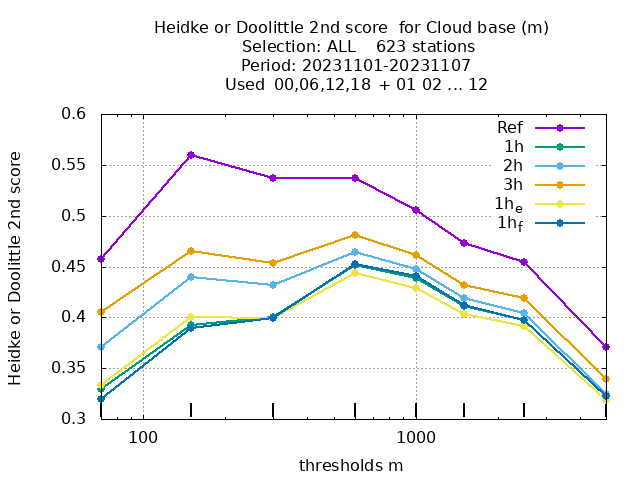 Heidke or Doolittle 2nd score  for Cloud base (m)
Selection: ALL    623 stations
Period: 20231101-20231107
Used  00,06,12,18 + 01 02 ... 12
Heidke or Doolittle 2nd score
0.6
0.55
0.5
0.45
0.4
0.35
0.3
Ref
1h
2h
3h
1he
1hf
100
1000
thresholds m